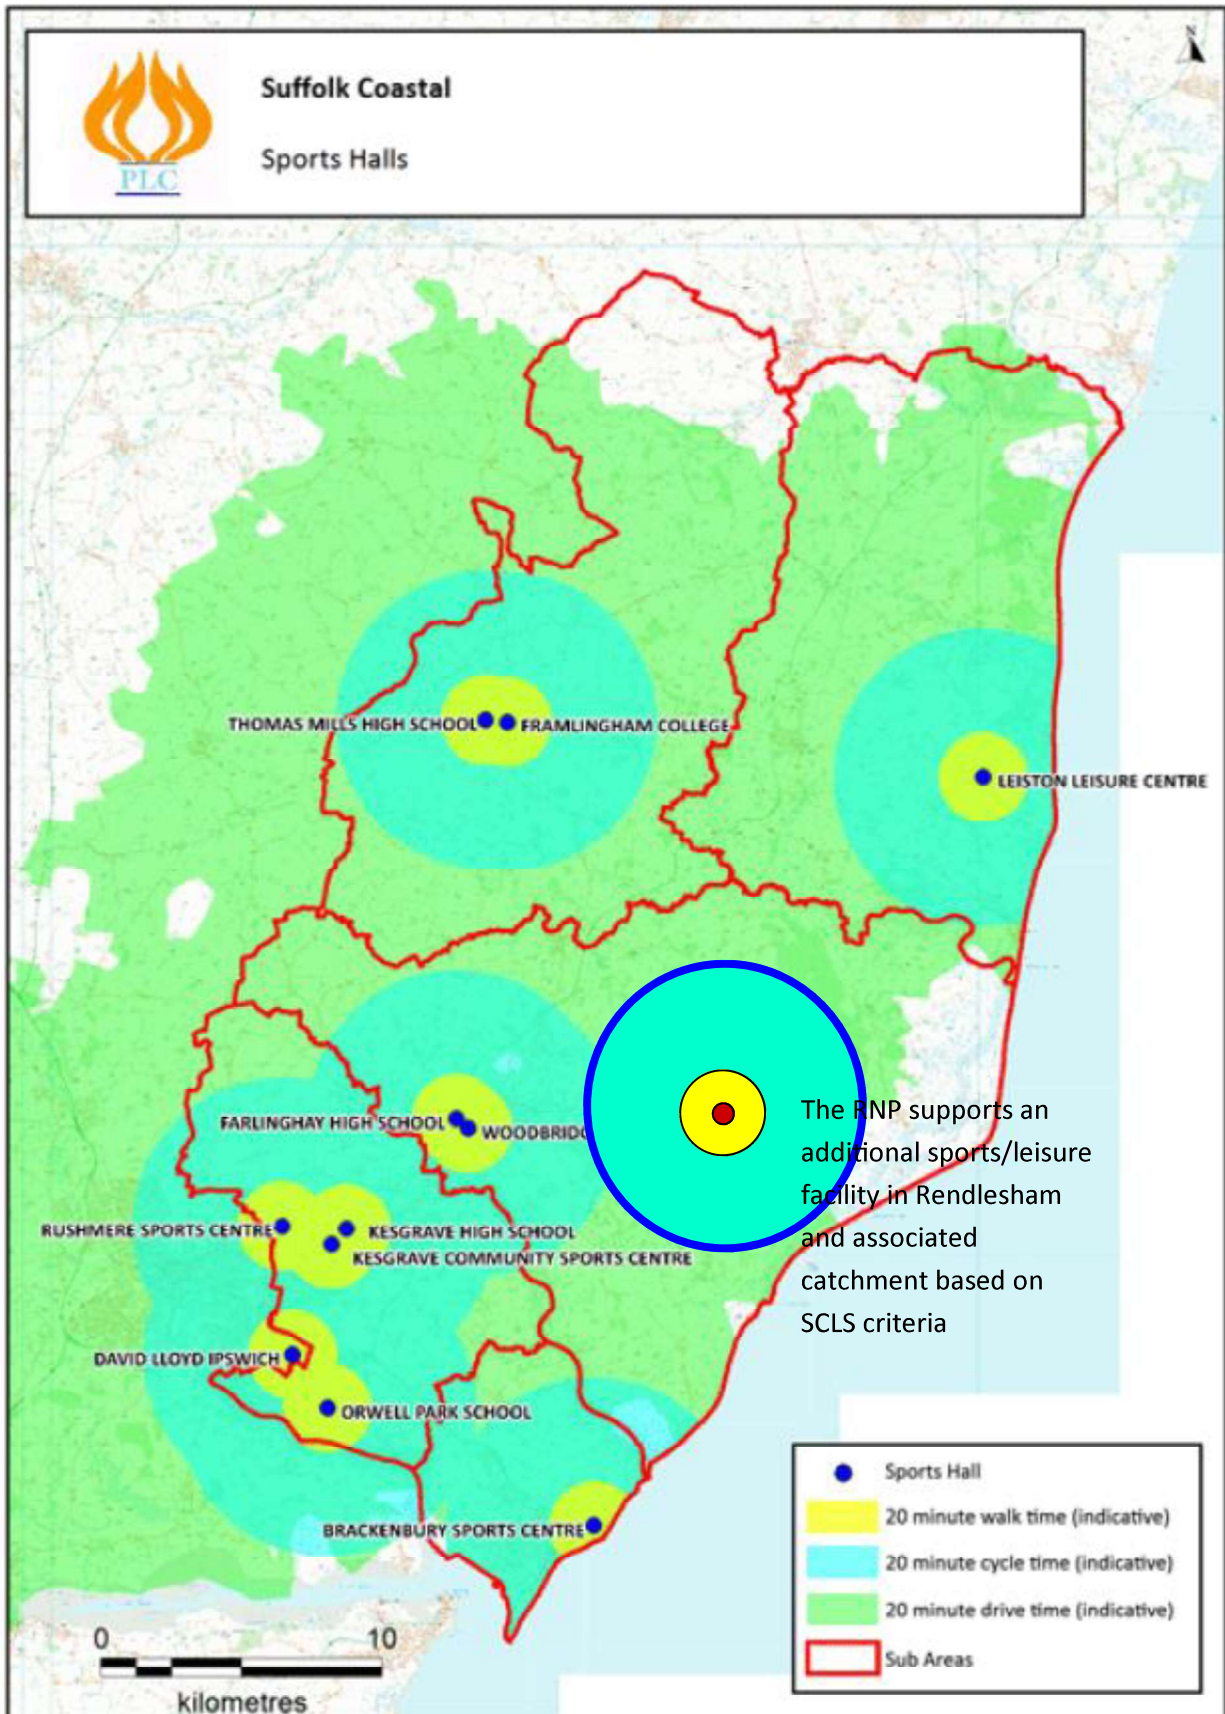 N
Suffolk Coastal
PLC
Sports Halls
THOMAS MILLS HIGH SCHOOL
FRAMLINGHAM COLLEGE
LEISTON LEISURE CENTRE
FARLINGHAY HIGH SCHOOL
WOODBRIDG
The RNP supports an
additional sports/leisure
facility in Rendlesham
and associated
catchment based on
SCLS criteria
RUSHMERE SPORTS CENTRE
KESGRAVE HIGH SCHOOL
KESGRAVE COMMUNITY SPORTS CENTRE
DAVID LLOYD IPSWICH
ORWELL PARK SCHOOL
BRACKENBURY SPORTS CENTRE
Sports Hall
20 minute walk time (indicative)
20 minute cycle time (indicative)
20 minute drive time (indicative)
Sub Areas
0 10
kilometres